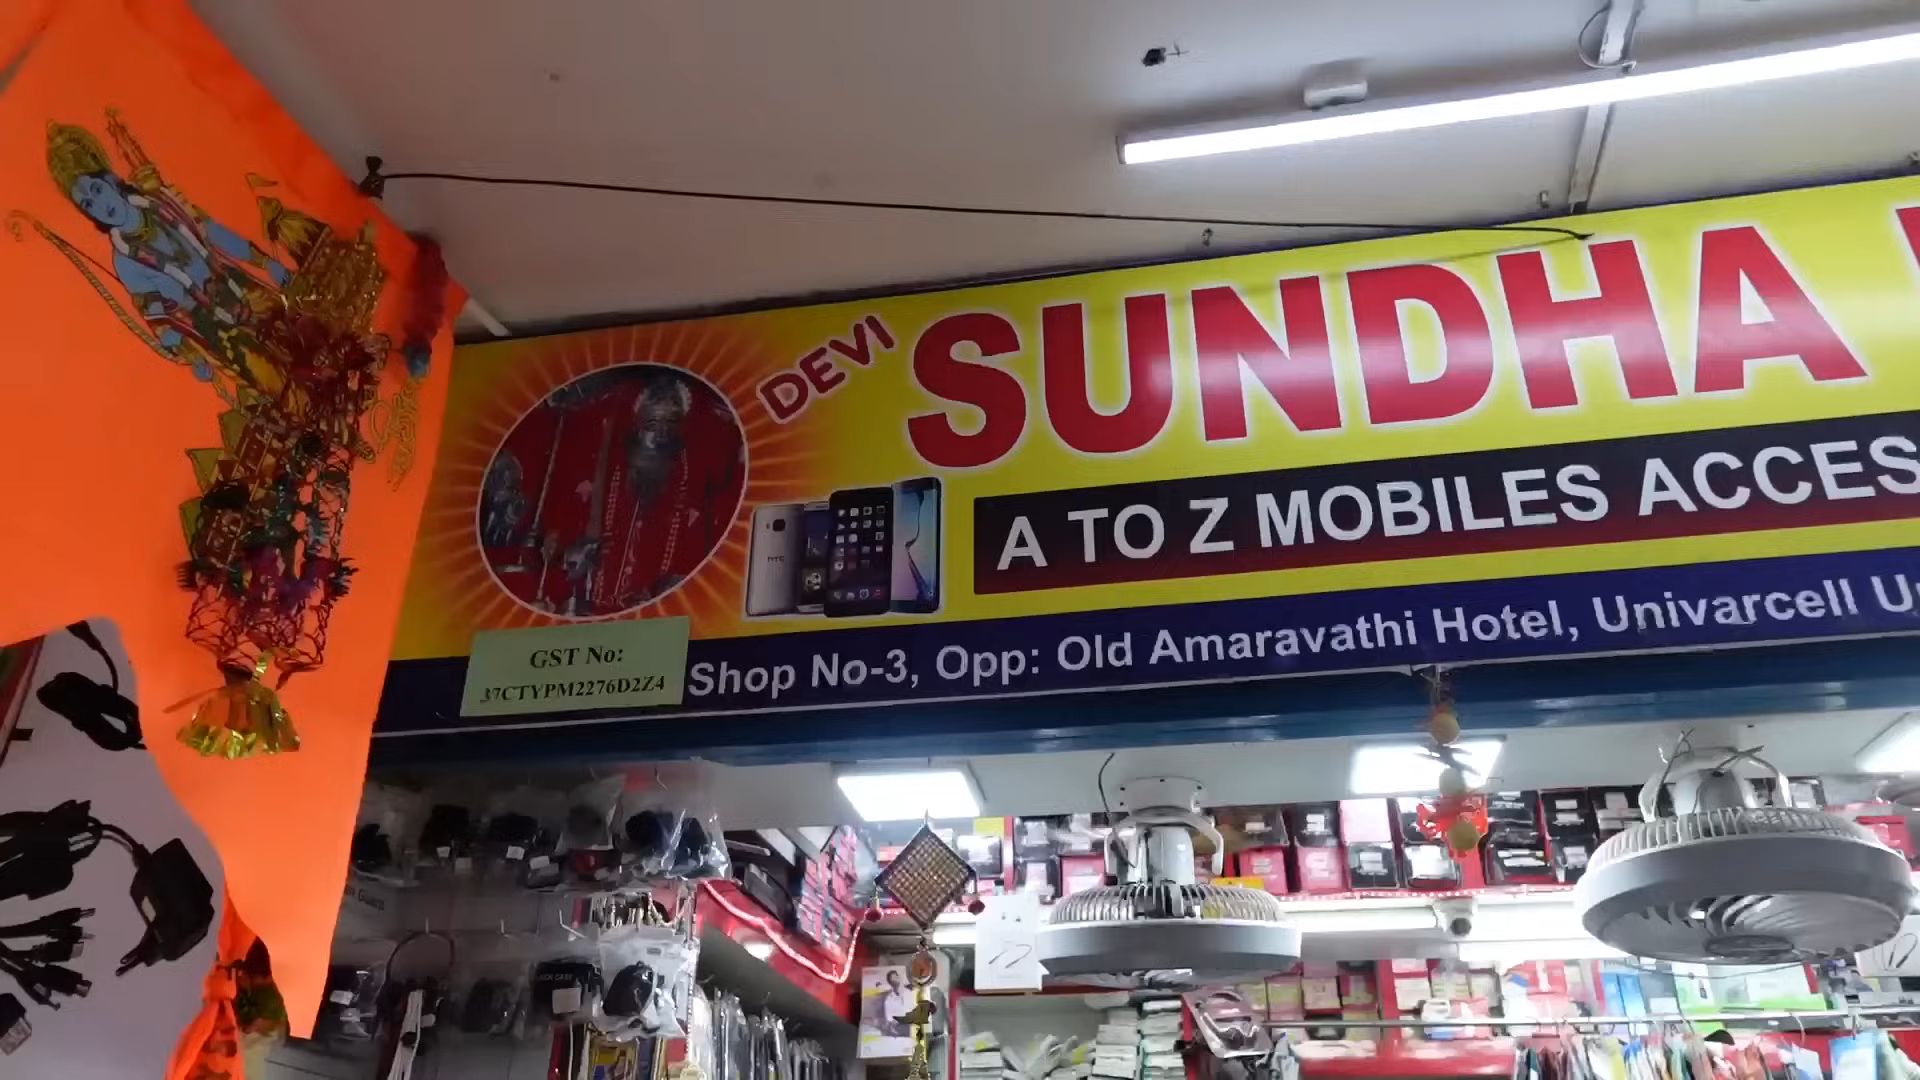 DEVI
SUNDHA
A TO Z MOBILES ACCES
GST No:
37CTYPM2276D2Z4
Shop No-3, Opp: Old Amaravathi Hotel, Univarcell U